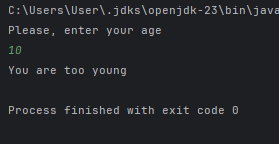 C:\Users\User\.jdks\openjdk-23\bin\java
Please, enter your age
10
You are too young
Process finished with exit code 0